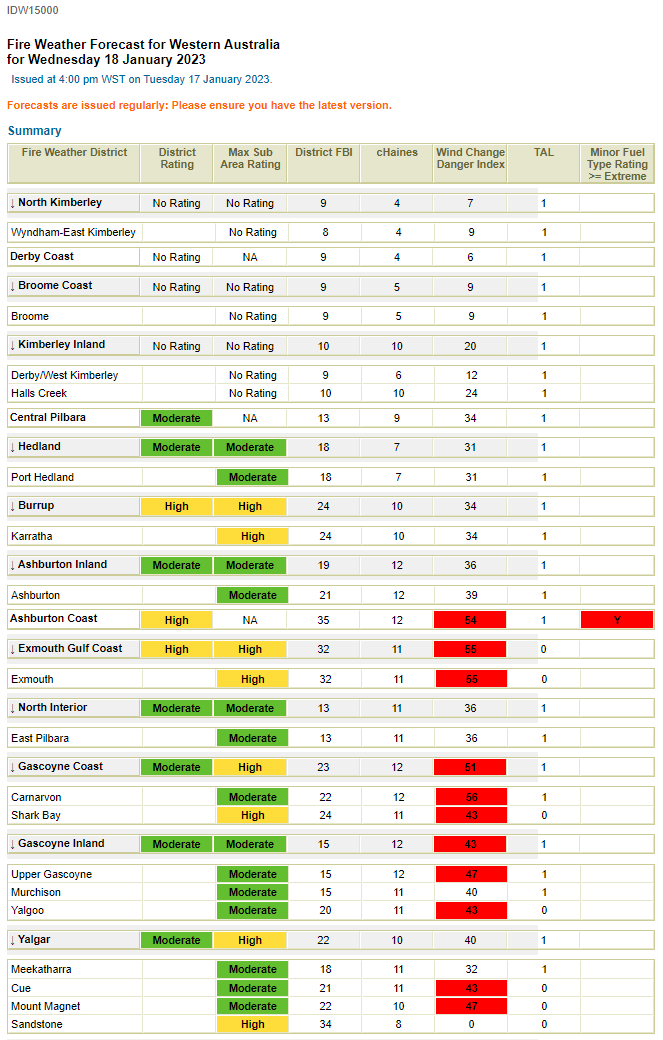 IDW15000
Fire Weather Forecast for Western Australia
for Wednesday 18 January 2023
Issued at 4:00 pm WST on Tuesday 17 January 2023.
Forecasts are issued regularly: Please ensure you have the latest version.
Summary
Fire Weather District District Rating Max Sub Area Rating District FBI cHaines Wind Change Danger Index TAL Minor Fuel Type Rating >= Extreme
↓ North Kimberley No Rating No Rating 9 4 7 1
Wyndham-East Kimberley No Rating 8 4 9 1
Derby Coast No Rating NA 9 4 6 1
↓ Broome Coast No Rating No Rating 9 5 9 1
Broome No Rating 9 5 9 1
↓ Kimberley Inland No Rating No Rating 10 10 20 1
Derby/West Kimberley No Rating 9 6 12 1
Halls Creek No Rating 10 10 24 1
Central Pilbara Moderate NA 13 9 34 1
↓ Hedland Moderate Moderate 18 7 31 1
Port Hedland Moderate 18 7 31 1
↓ Burrup High High 24 10 34 1
Karratha High 24 10 34 1
↓ Ashburton Inland Moderate Moderate 19 12 36 1
Ashburton Moderate 21 12 39 1
Ashburton Coast High NA 35 12 54 1 Y
↓ Exmouth Gulf Coast High High 32 11 55 0
Exmouth High 32 11 55 0
↓ North Interior Moderate Moderate 13 11 36 1
East Pilbara Moderate 13 11 36 1
↓ Gascoyne Coast Moderate High 23 12 51 1
Carnarvon Moderate 22 12 56 1
Shark Bay High 24 11 43 0
↓ Gascoyne Inland Moderate Moderate 15 12 43 1
Upper Gascoyne Moderate 15 12 47 1
Murchison Moderate 15 11 40 1
Yalgoo Moderate 20 11 43 0
↓ Yalgar Moderate High 22 10 40 1
Meekatharra Moderate 18 11 32 1
Cue Moderate 21 11 43 0
Mount Magnet Moderate 22 10 47 0
Sandstone High 34 8 0 0